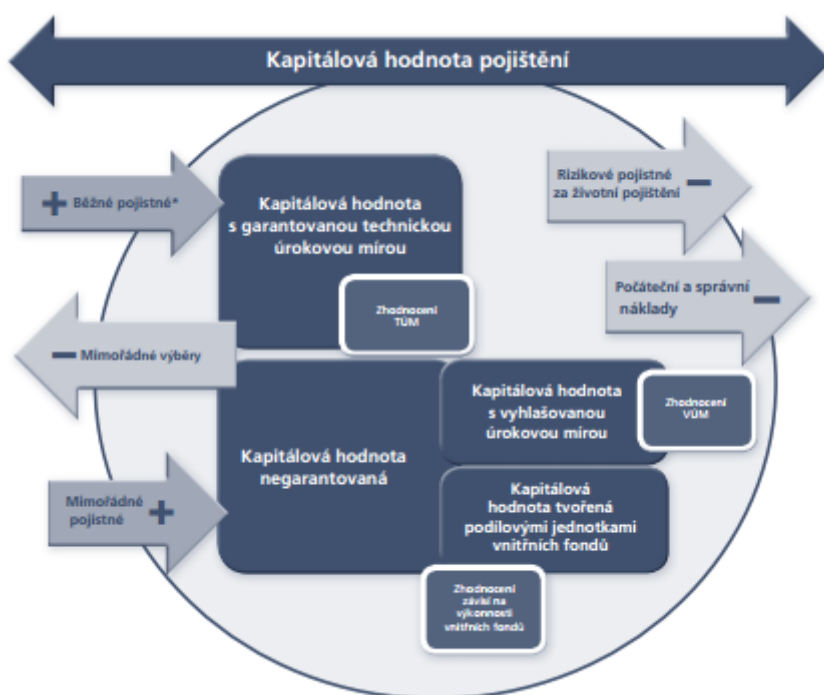 Kapitálová hodnota pojištění
+ Běžné pojistné*
Kapitálová hodnota
s garantovanou technickou
úrokovou mírou
Zhodnocení
TÚM
Rizikové pojistné
za životní pojištění −
Počáteční a správní
náklady −
− Mimořádné výběry
Kapitálová hodnota
negarantovaná
Kapitálová hodnota
s vyhlašovanou
úrokovou mírou
Zhodnocení
VÚM
Mimořádné
pojistné +
Kapitálová
hodnota tvořená
podílovými jednotkami
vnitřních fondů
Zhodnocení
závisí na
výkonnosti
vnitřních fondů